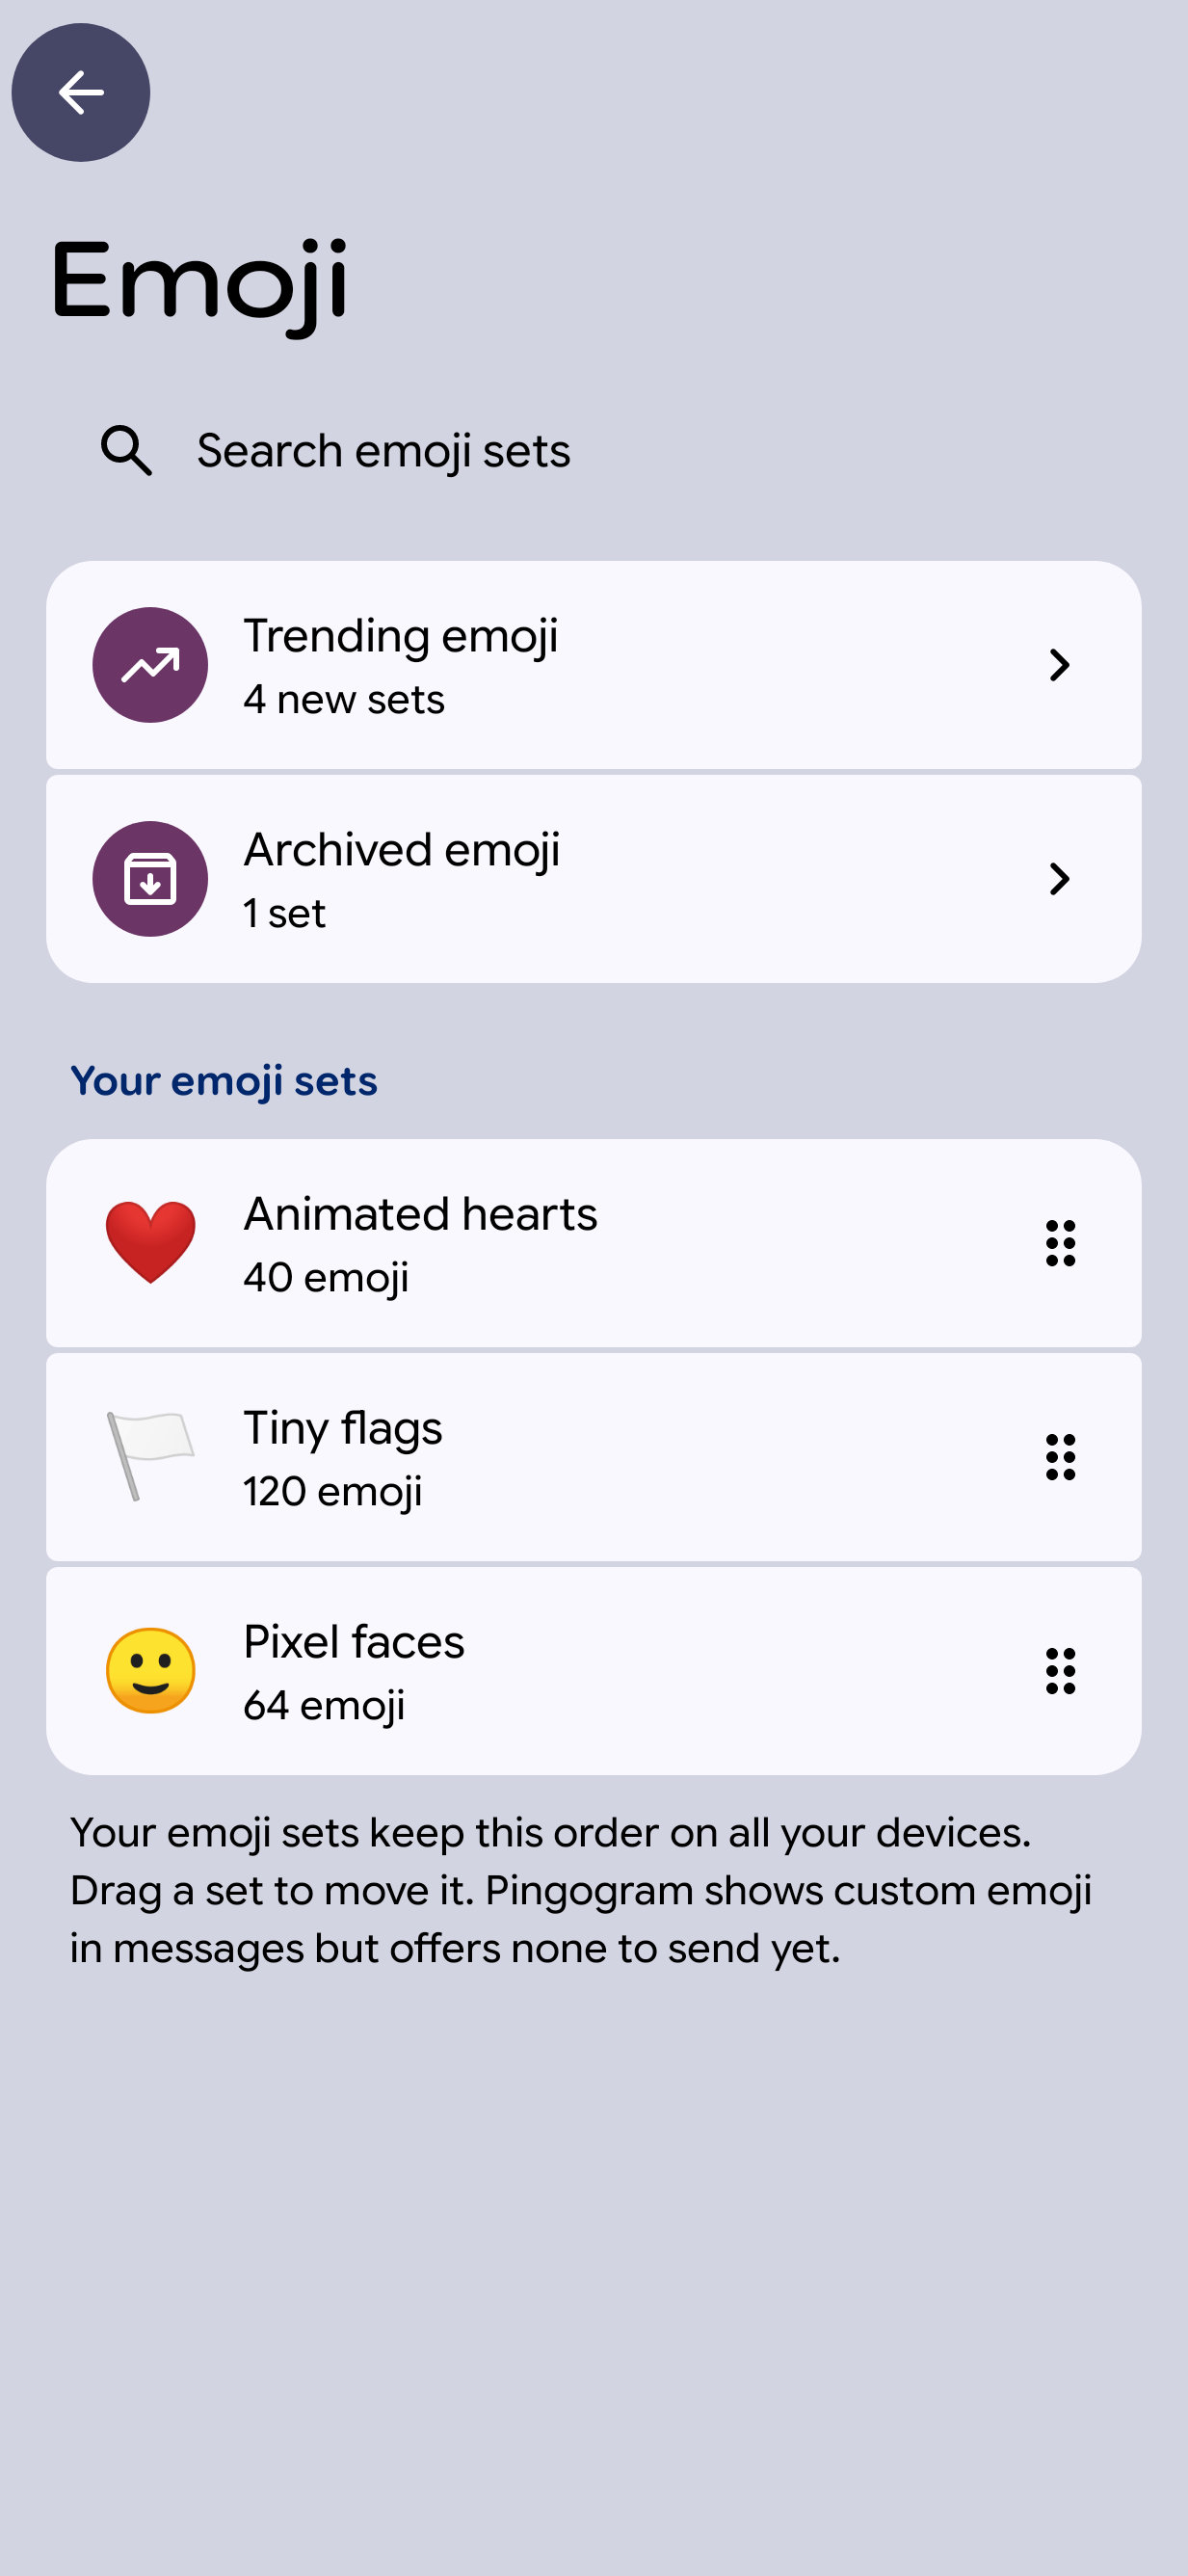 Emoji
Search emoji sets
Trending emoji
4 new sets
Archived emoji
1 set
Your emoji sets
Animated hearts
40 emoji
Tiny flags
120 emoji
Pixel faces
64 emoji
Your emoji sets keep this order on all your devices.
Drag a set to move it. Pingogram shows custom emoji
in messages but offers none to send yet.